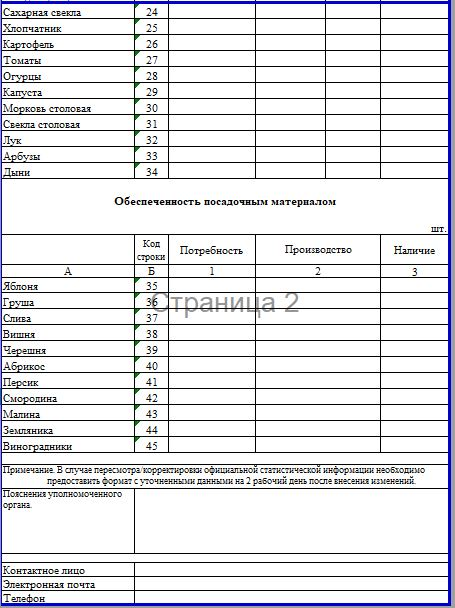 Сахарная свекла 24
Хлопчатник 25
Картофель 26
Томаты 27
Огурцы 28
Капуста 29
Морковь столовая 30
Свекла столовая 31
Лук 32
Арбузы 33
Дыни 34
Обеспеченность посадочным материалом
шт.
Код строки Потребность Производство Наличие
А Б 1 2 3
Яблоня 35
Груша 36
Страница 2
Слива 37
Вишня 38
Черешня 39
Абрикос 40
Персик 41
Смородина 42
Малина 43
Земляника 44
Виноградники 45
Примечание. В случае пересмотра/корректировки официальной статистической информации необходимо
предоставить формат с уточненными данными на 2 рабочий день после внесения изменений.
Пояснения уполномоченного
органа.
Контактное лицо
Электронная почта
Телефон